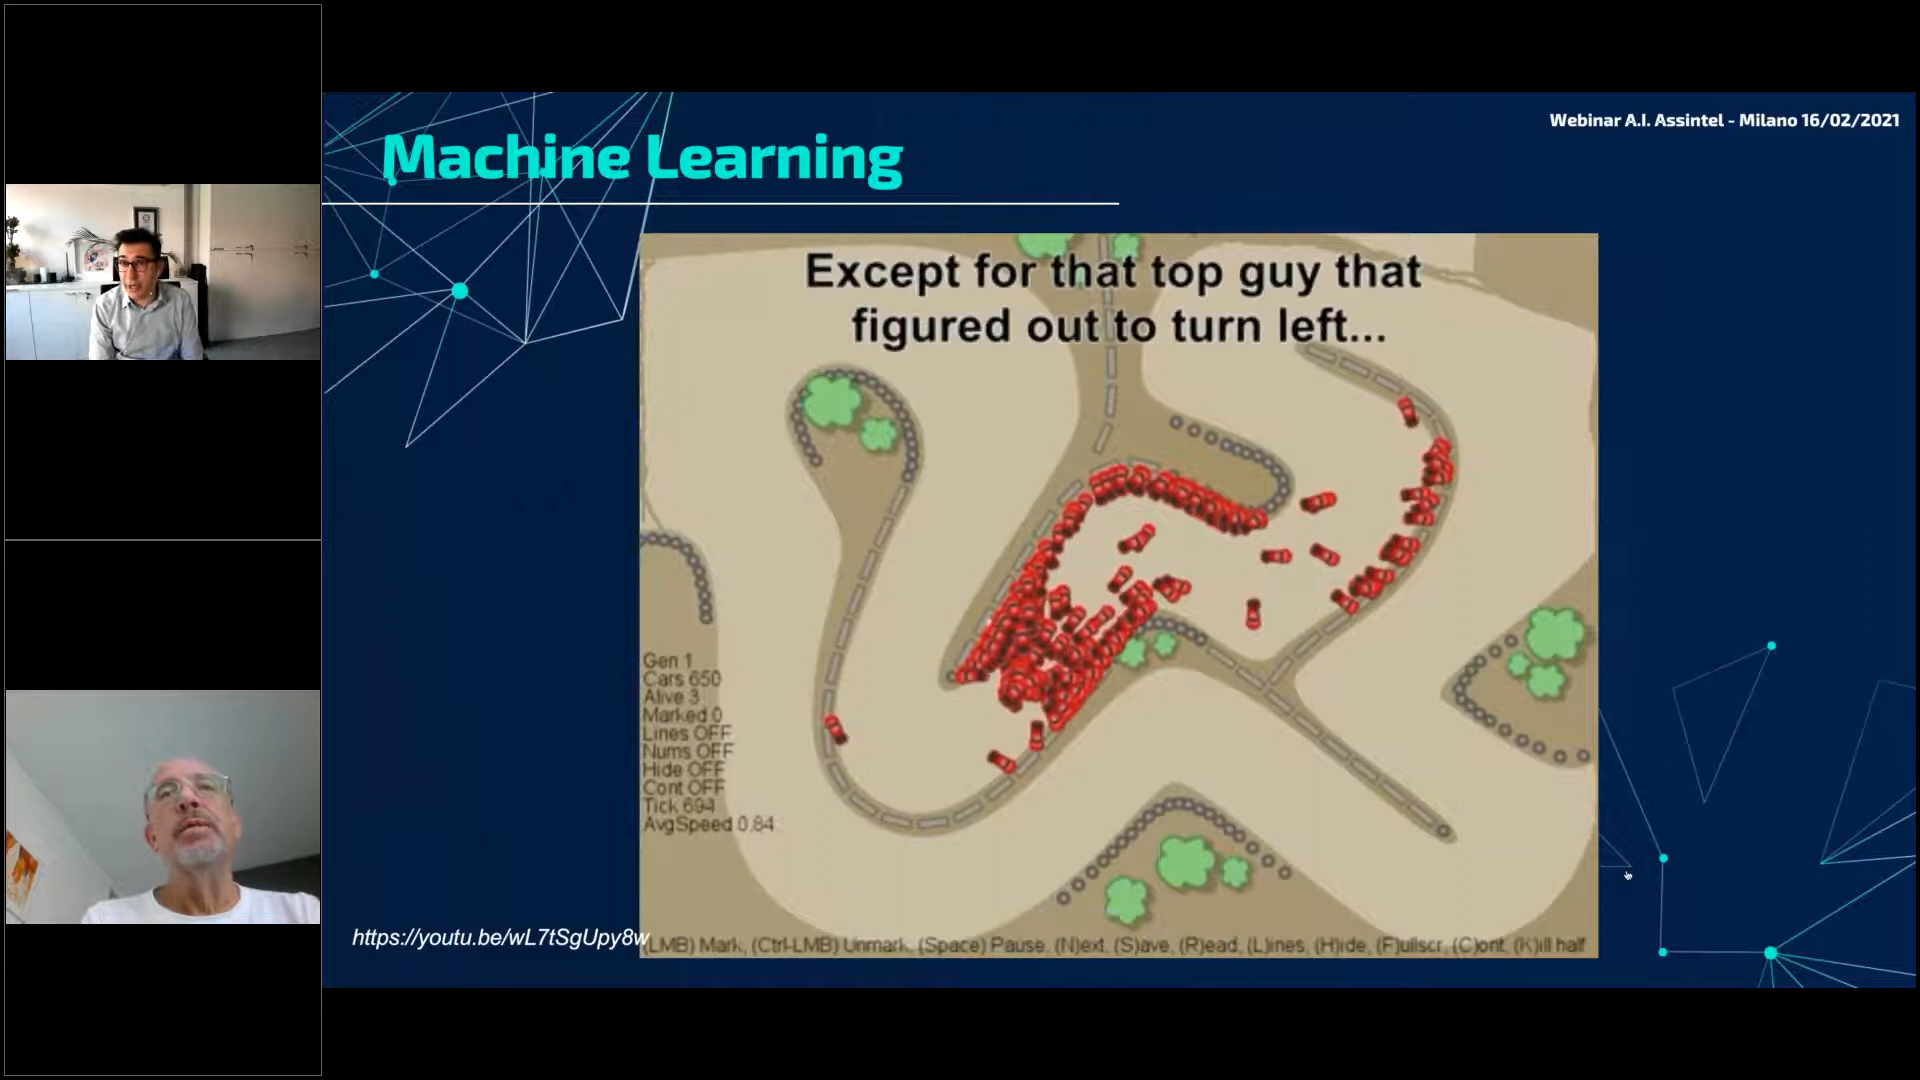 Webinar A.I. Assintel - Milano 16/02/2021
Machine Learning
Except for that top guy that
figured out to turn left...
Gen 1
Cars 650
Alive 3
Marked 0
Lines OFF
Nums OFF
Hide OFF
Cont OFF
Tick 694
AvgSpeed 0.84
https://youtu.be/wL7tSgUpy8w
(LMB) Mark, (Ctrl-LMB) Unmark, (Space) Pause, (N)ext, (S)ave, (R)ead, (L)ines, (H)ide, (F)ullscr, (C)ont, (K)ill half